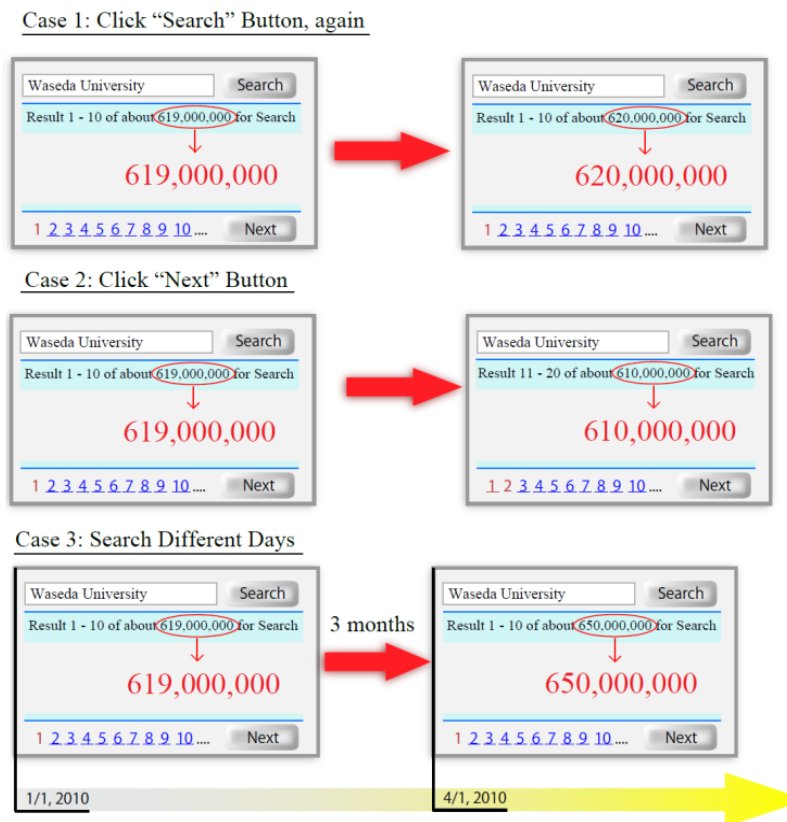 Case 1: Click “Search” Button, again
Waseda University Search
Result 1 - 10 of about 619,000,000 for Search
619,000,000
1 2 3 4 5 6 7 8 9 10 .... Next
Waseda University Search
Result 1 - 10 of about 620,000,000 for Search
620,000,000
1 2 3 4 5 6 7 8 9 10 .... Next
Case 2: Click “Next” Button
Waseda University Search
Result 1 - 10 of about 619,000,000 for Search
619,000,000
1 2 3 4 5 6 7 8 9 10 .... Next
Waseda University Search
Result 11 - 20 of about 610,000,000 for Search
610,000,000
1 2 3 4 5 6 7 8 9 10 .... Next
Case 3: Search Different Days
Waseda University Search
Result 1 - 10 of about 619,000,000 for Search
619,000,000
1 2 3 4 5 6 7 8 9 10 .... Next
3 months
Waseda University Search
Result 1 - 10 of about 650,000,000 for Search
650,000,000
1 2 3 4 5 6 7 8 9 10 .... Next
1/1, 2010
4/1, 2010